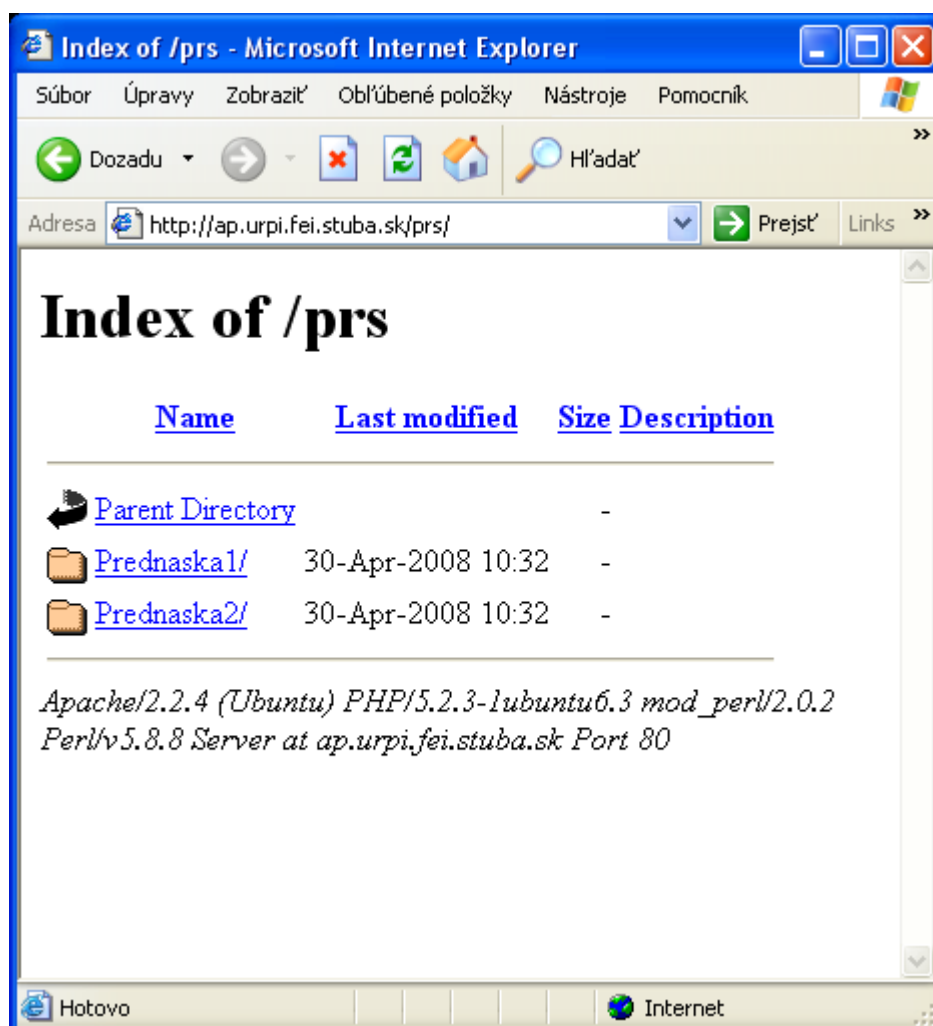 Index of /prs - Microsoft Internet Explorer
Súbor Úpravy Zobraziť Obľúbené položky Nástroje Pomocník
Dozadu Hľadať »
Adresa http://ap.urpi.fei.stuba.sk/prs/ Prejsť Links »
Index of /prs
Name Last modified Size Description
Parent Directory -
Prednaska1/ 30-Apr-2008 10:32 -
Prednaska2/ 30-Apr-2008 10:32 -
Apache/2.2.4 (Ubuntu) PHP/5.2.3-1ubuntu6.3 mod_perl/2.0.2
Perl/v5.8.8 Server at ap.urpi.fei.stuba.sk Port 80
Hotovo Internet